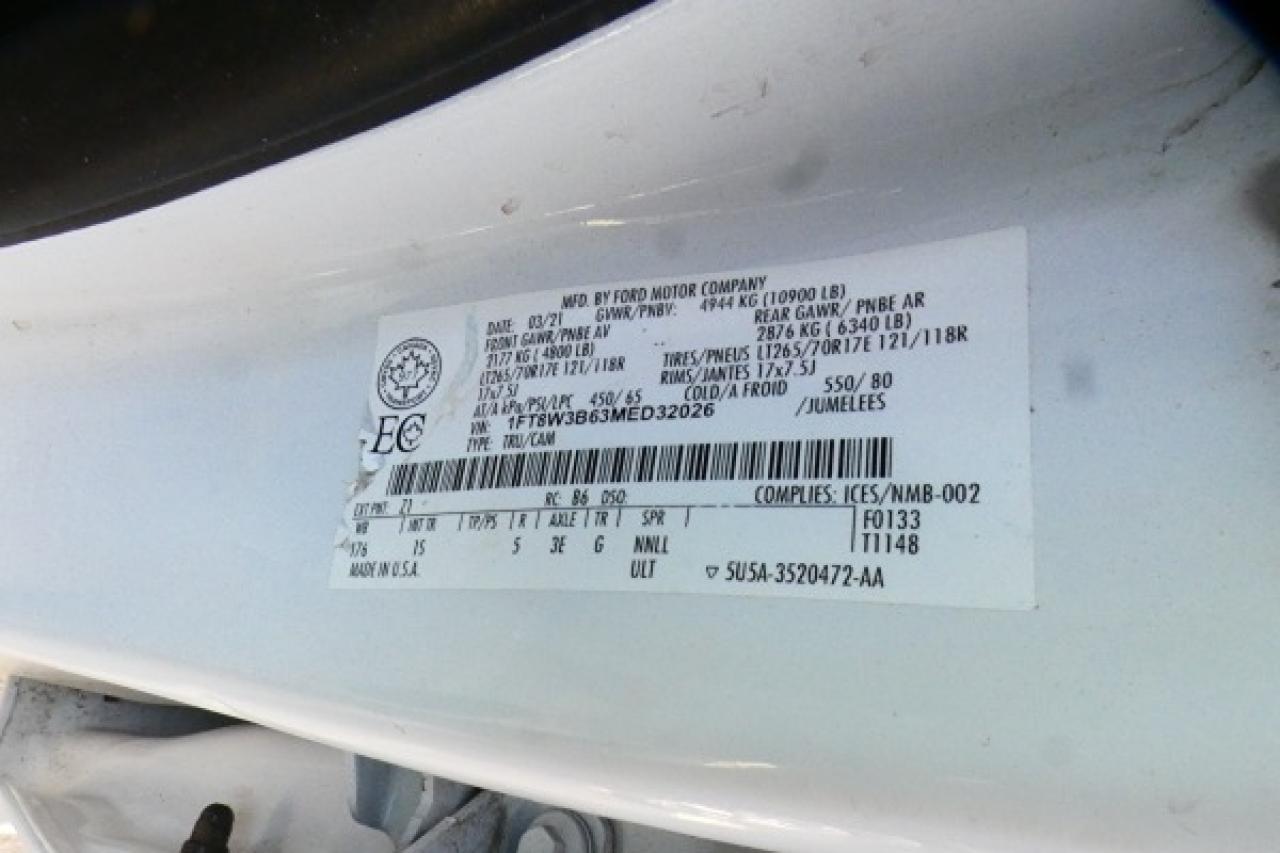 MFD. BY FORD MOTOR COMPANY
DATE: 03/21 GVWR/PNBV: 4944 KG (10900 LB)
FRONT GAWR/PNBE AV REAR GAWR/ PNBE AR
2177 KG ( 4800 LB) 2876 KG ( 6340 LB)
LT265/70R17E 121/118R TIRES/PNEUS LT265/70R17E 121/118R
17x7.5J RIMS/JANTES 17x7.5J
AT/A kPa/PSI/LPC 450/ 65 COLD/A FROID 550/ 80
VIN: 1FT8W3B63MED32026 /JUMELEES
TYPE: TRU/CAM
EC
EXT PNT: Z1 RC: B6 DSO: COMPLIES: ICES/NMB-002
WB INT TR TP/PS R AXLE TR SPR F0133
176 IS 5 3E G NNLL T1148
MADE IN U.S.A. ULT 5U5A-3520472-AA